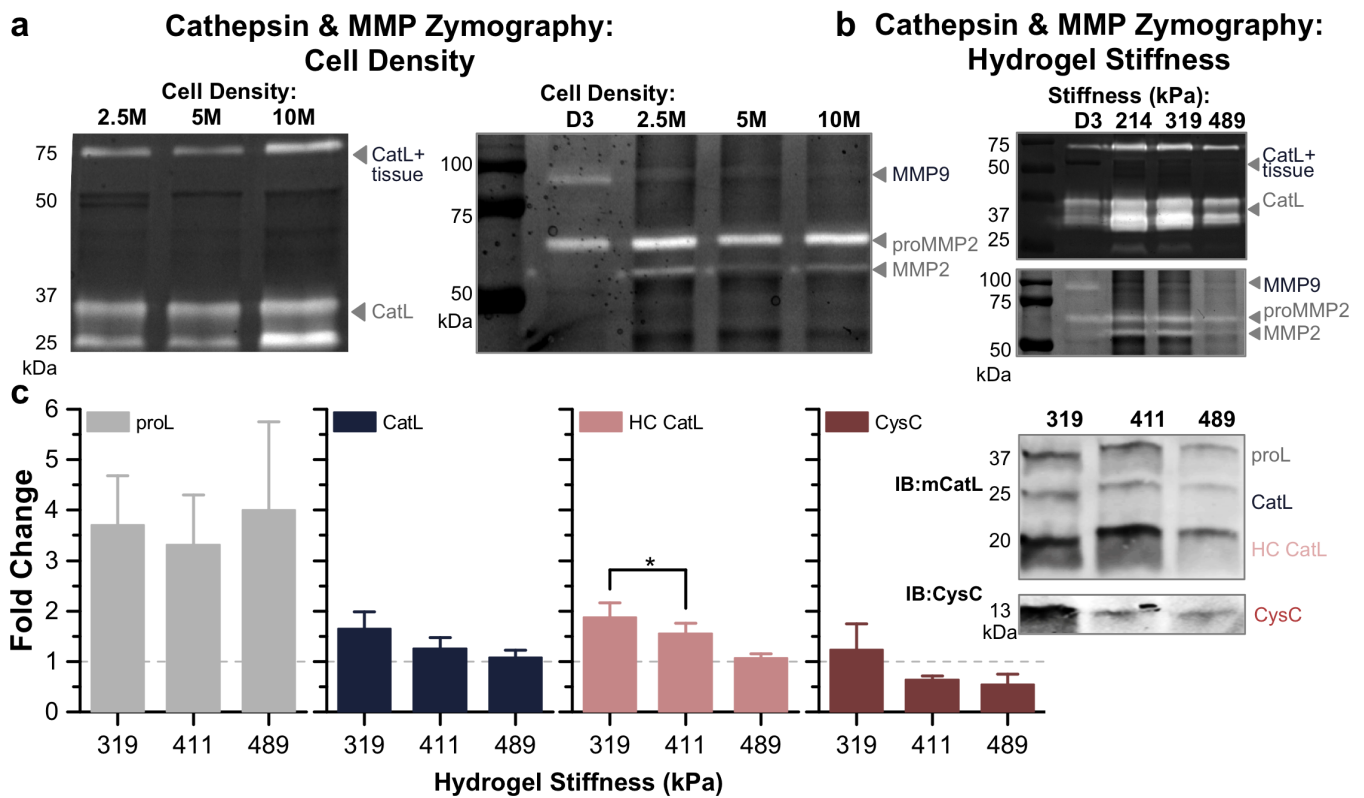 a
Cathepsin & MMP Zymography:
Cell Density
Cell Density:
2.5M 5M 10M
75
50
37
25
kDa
CatL+
tissue
CatL
Cell Density:
D3 2.5M 5M 10M
100
75
50
kDa
MMP9
proMMP2
MMP2
b
Cathepsin & MMP Zymography:
Hydrogel Stiffness
Stiffness (kPa):
D3 214 319 489
75
50
37
25
CatL+
tissue
CatL
100
75
50
kDa
MMP9
proMMP2
MMP2
c
Fold Change
6
5
4
3
2
1
0
proL
CatL
HC CatL
*
CysC
319 411 489
319 411 489
319 411 489
319 411 489
Hydrogel Stiffness (kPa)
319 411 489
IB:mCatL
37
25
20
proL
CatL
HC CatL
IB:CysC
13
kDa
CysC